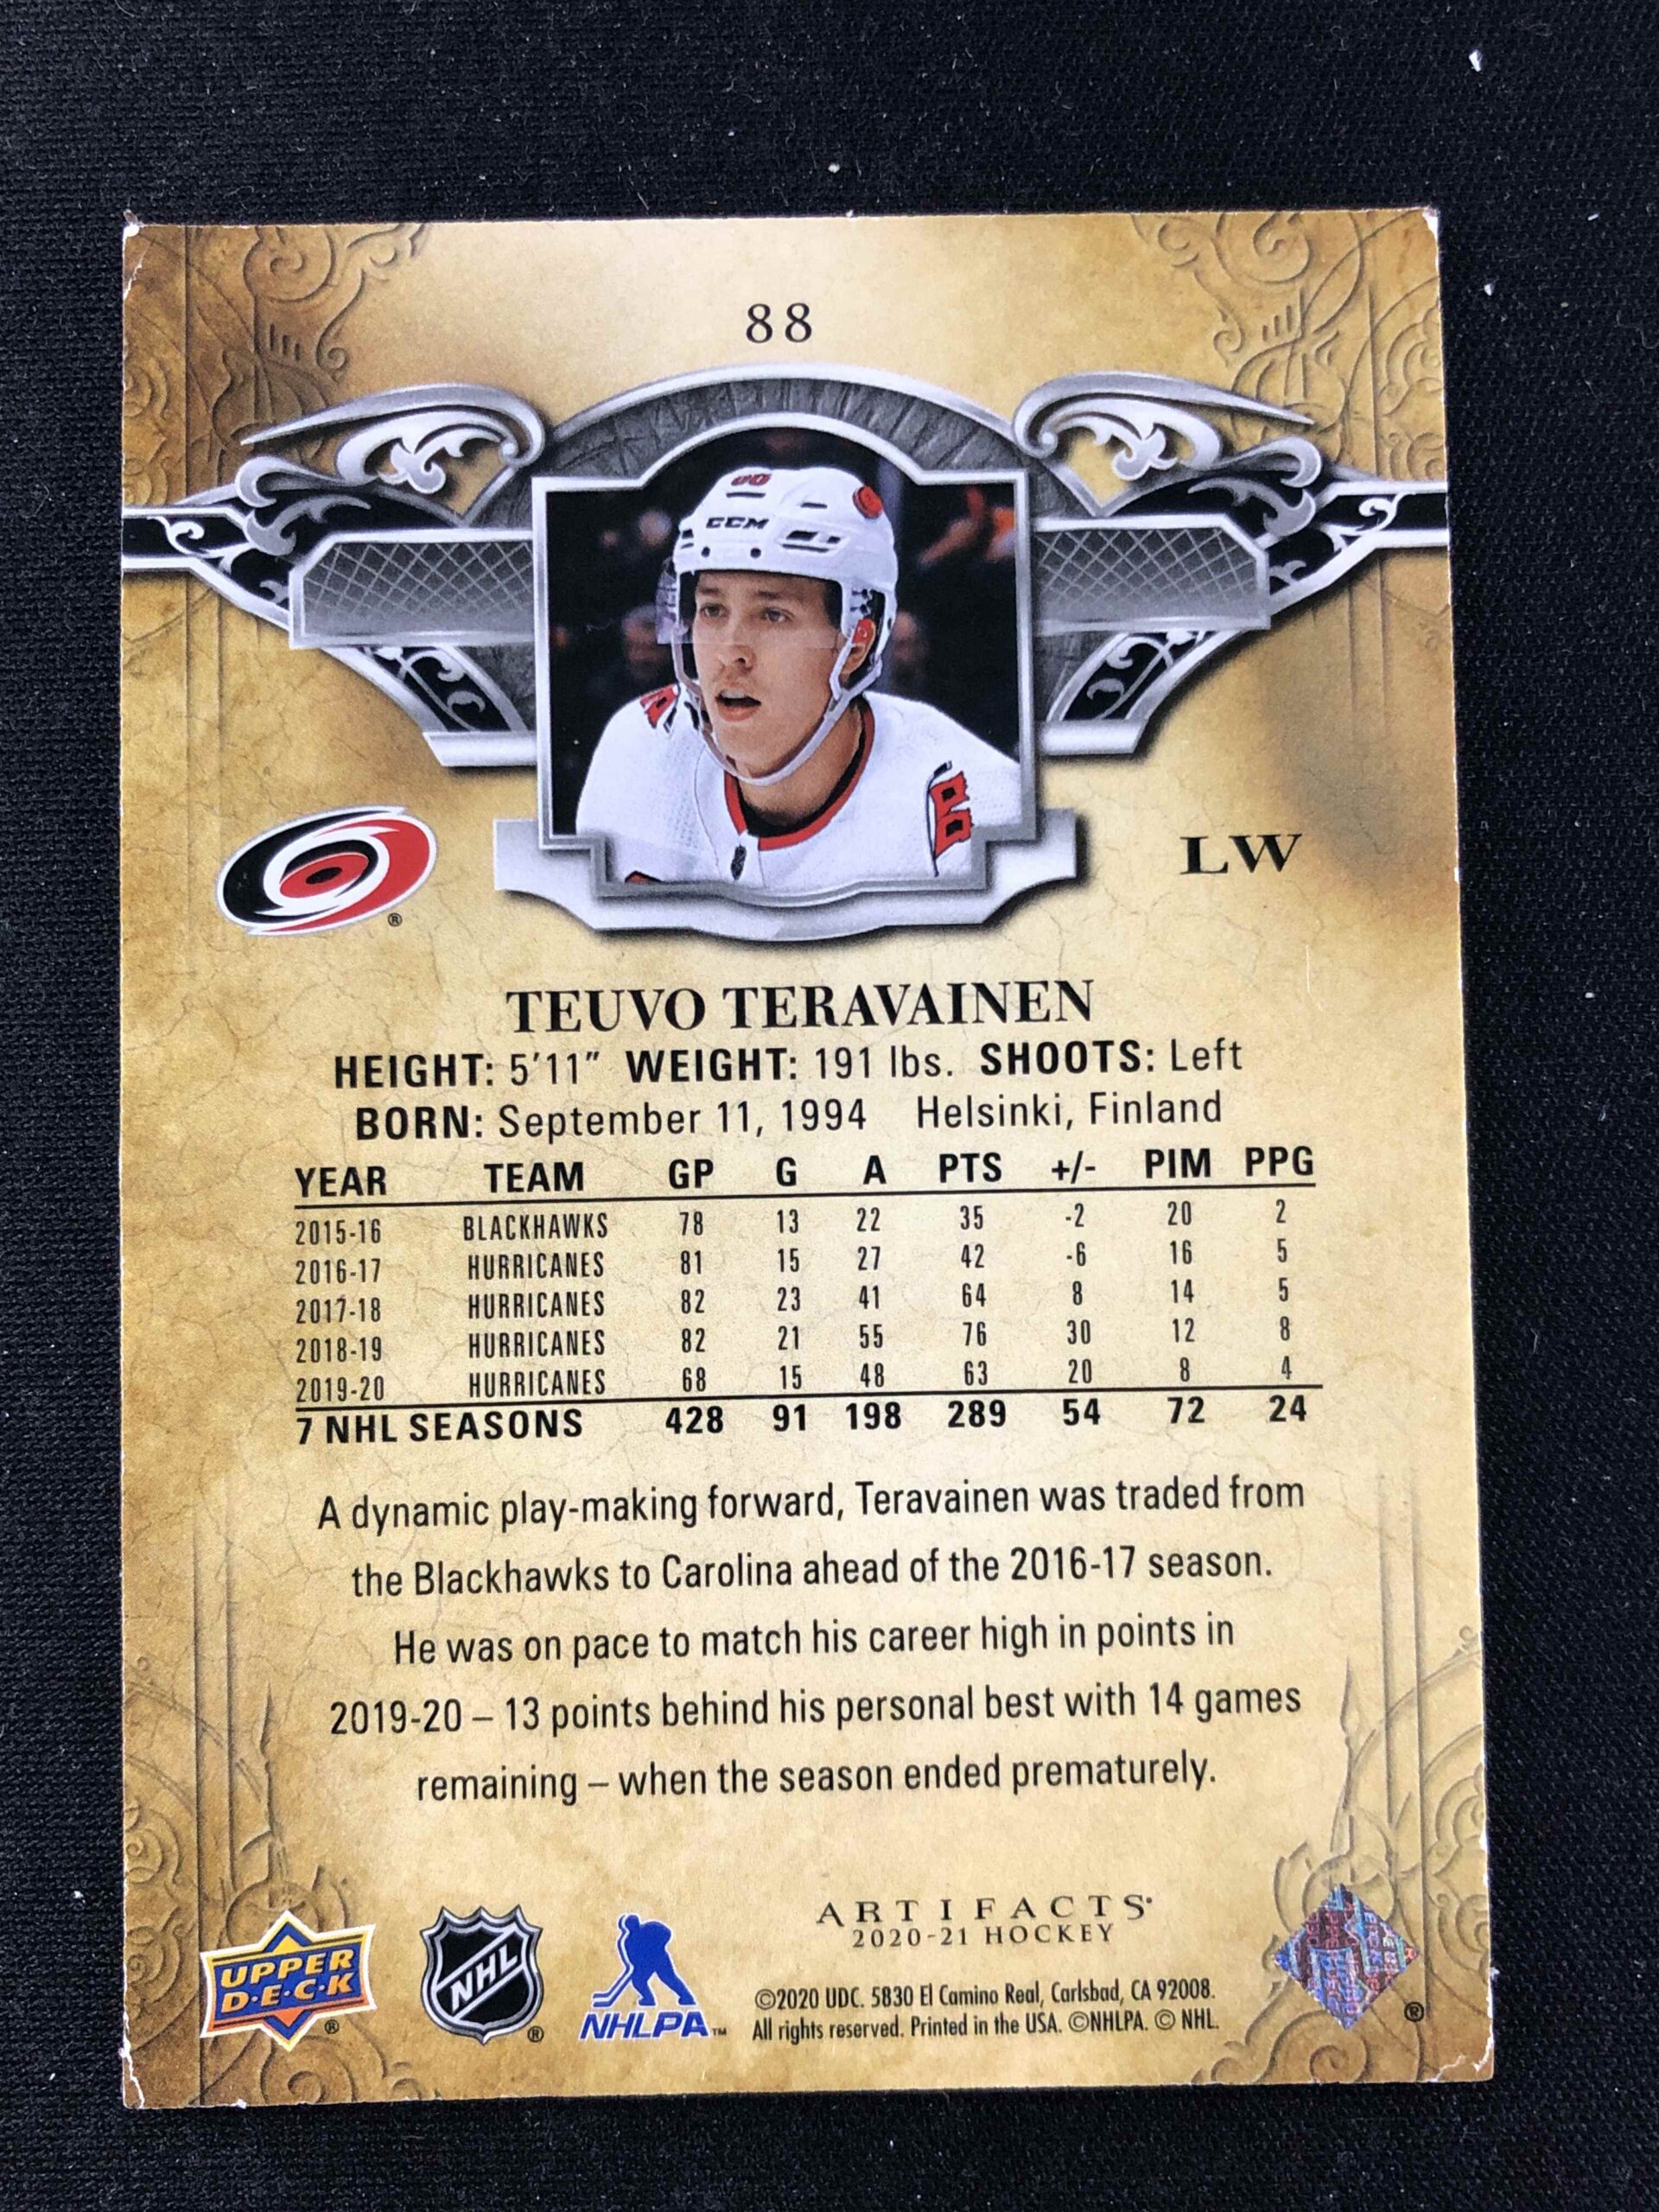 88
CCM
LW
®
TEUVO TERAVAINEN
HEIGHT: 5'11" WEIGHT: 191 lbs. SHOOTS: Left
BORN: September 11, 1994 Helsinki, Finland
YEAR TEAM GP G A PTS +/- PIM PPG
2015-16 BLACKHAWKS 78 13 22 35 -2 20 2
2016-17 HURRICANES 81 15 27 42 -6 16 5
2017-18 HURRICANES 82 23 41 64 8 14 5
2018-19 HURRICANES 82 21 55 76 30 12 8
2019-20 HURRICANES 68 15 48 63 20 8 4
7 NHL SEASONS 428 91 198 289 54 72 24
A dynamic play-making forward, Teravainen was traded from
the Blackhawks to Carolina ahead of the 2016-17 season.
He was on pace to match his career high in points in
2019-20 – 13 points behind his personal best with 14 games
remaining – when the season ended prematurely.
ARTIFACTS
2020-21 HOCKEY
UPPER
D·E·C·K
®
NHL
®
NHLPA™
©2020 UDC. 5830 El Camino Real, Carlsbad, CA 92008.
All rights reserved. Printed in the USA. ©NHLPA. © NHL.
®